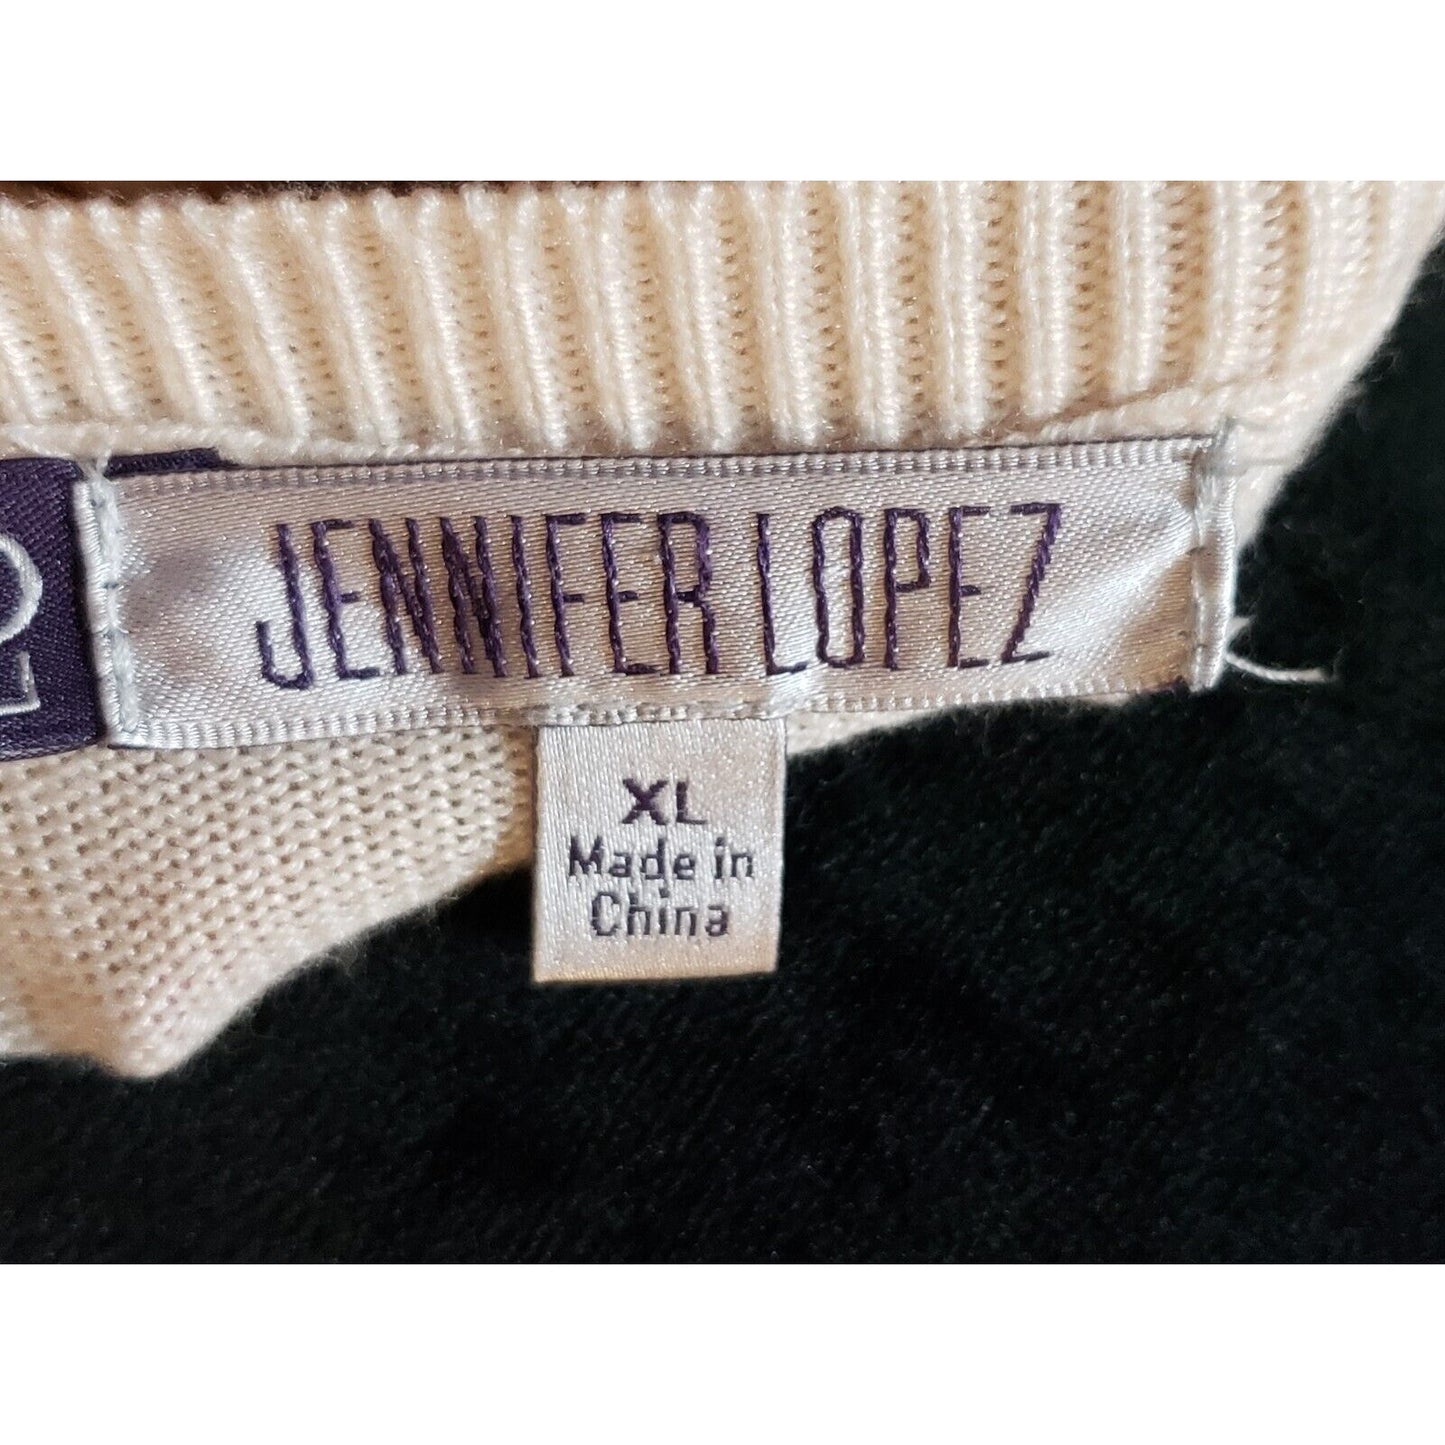 JENNIFER LOPEZ
XL
Made in
China